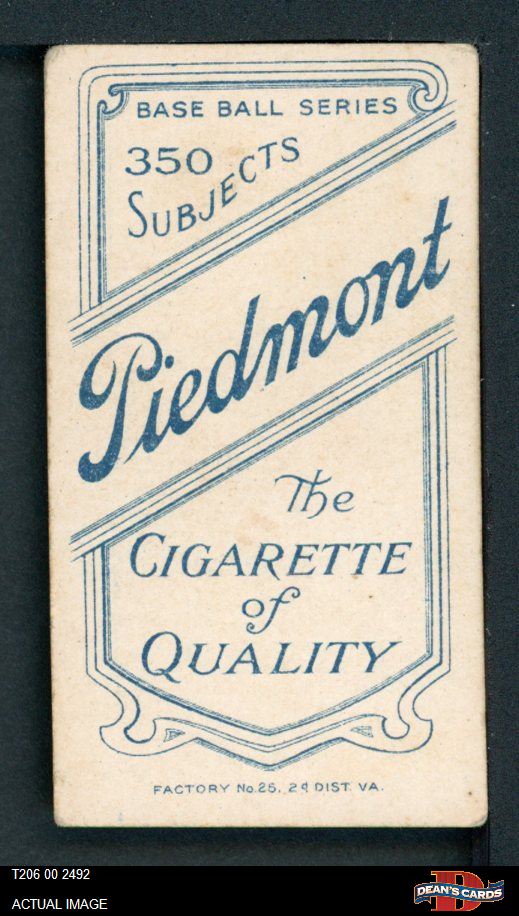 BASE BALL SERIES
350
SUBJECTS
Piedmont
The
CIGARETTE
of
QUALITY
FACTORY No. 25, 2d DIST. VA.
T206 00 2492
ACTUAL IMAGE
DEAN'S CARDS